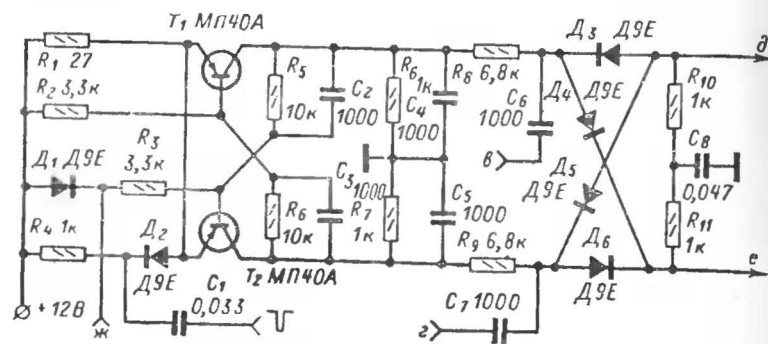 T1 МП40А
R1 27
R2 3,3к
Д1 Д9Е
R3
3,3к
R4 1к
Д2
Д9Е
+12В
ж
C1
0,033
T2 МП40А
R5
10к
C2
1000
R6
10к
C3
1000
R6
1к
C4
1000
R7
1к
R8
6,8к
C5
1000
R9 6,8к
C6
1000
в
Д3
Д9Е
Д4
Д9Е
Д5
Д9Е
Д6
Д9Е
C7 1000
г
R10
1к
C8
0,047
R11
1к
д
е